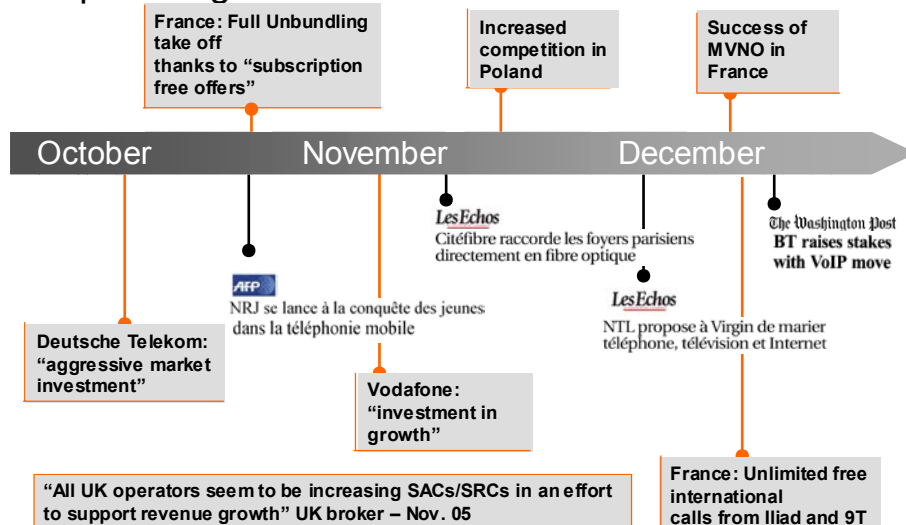 France: Full Unbundling
take off
thanks to “subscription
free offers”
Increased
competition in
Poland
Success of
MVNO in
France
October November December
LesEchos
Citéfibre raccorde les foyers parisiens
directement en fibre optique
The Washington Post
BT raises stakes
with VoIP move
AFP
NRJ se lance à la conquête des jeunes
dans la téléphonie mobile
LesEchos
NTL propose à Virgin de marier
téléphone, télévision et Internet
Deutsche Telekom:
“aggressive market
investment”
Vodafone:
“investment in
growth”
“All UK operators seem to be increasing SACs/SRCs in an effort
to support revenue growth” UK broker – Nov. 05
France: Unlimited free
international
calls from Iliad and 9T